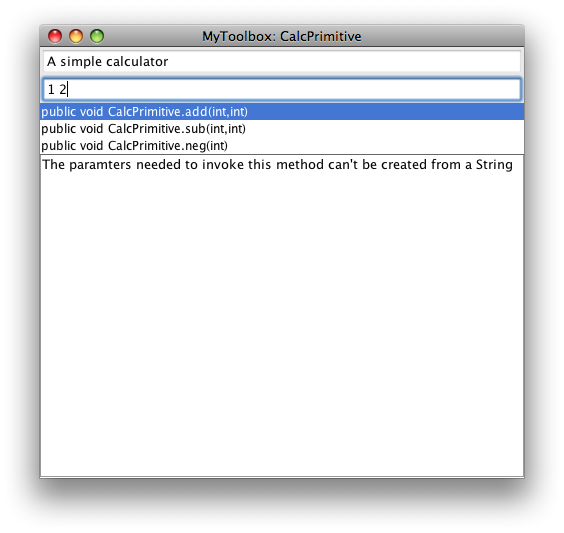 MyToolbox: CalcPrimitive
A simple calculator
1 2
public void CalcPrimitive.add(int,int)
public void CalcPrimitive.sub(int,int)
public void CalcPrimitive.neg(int)
The paramters needed to invoke this method can't be created from a String